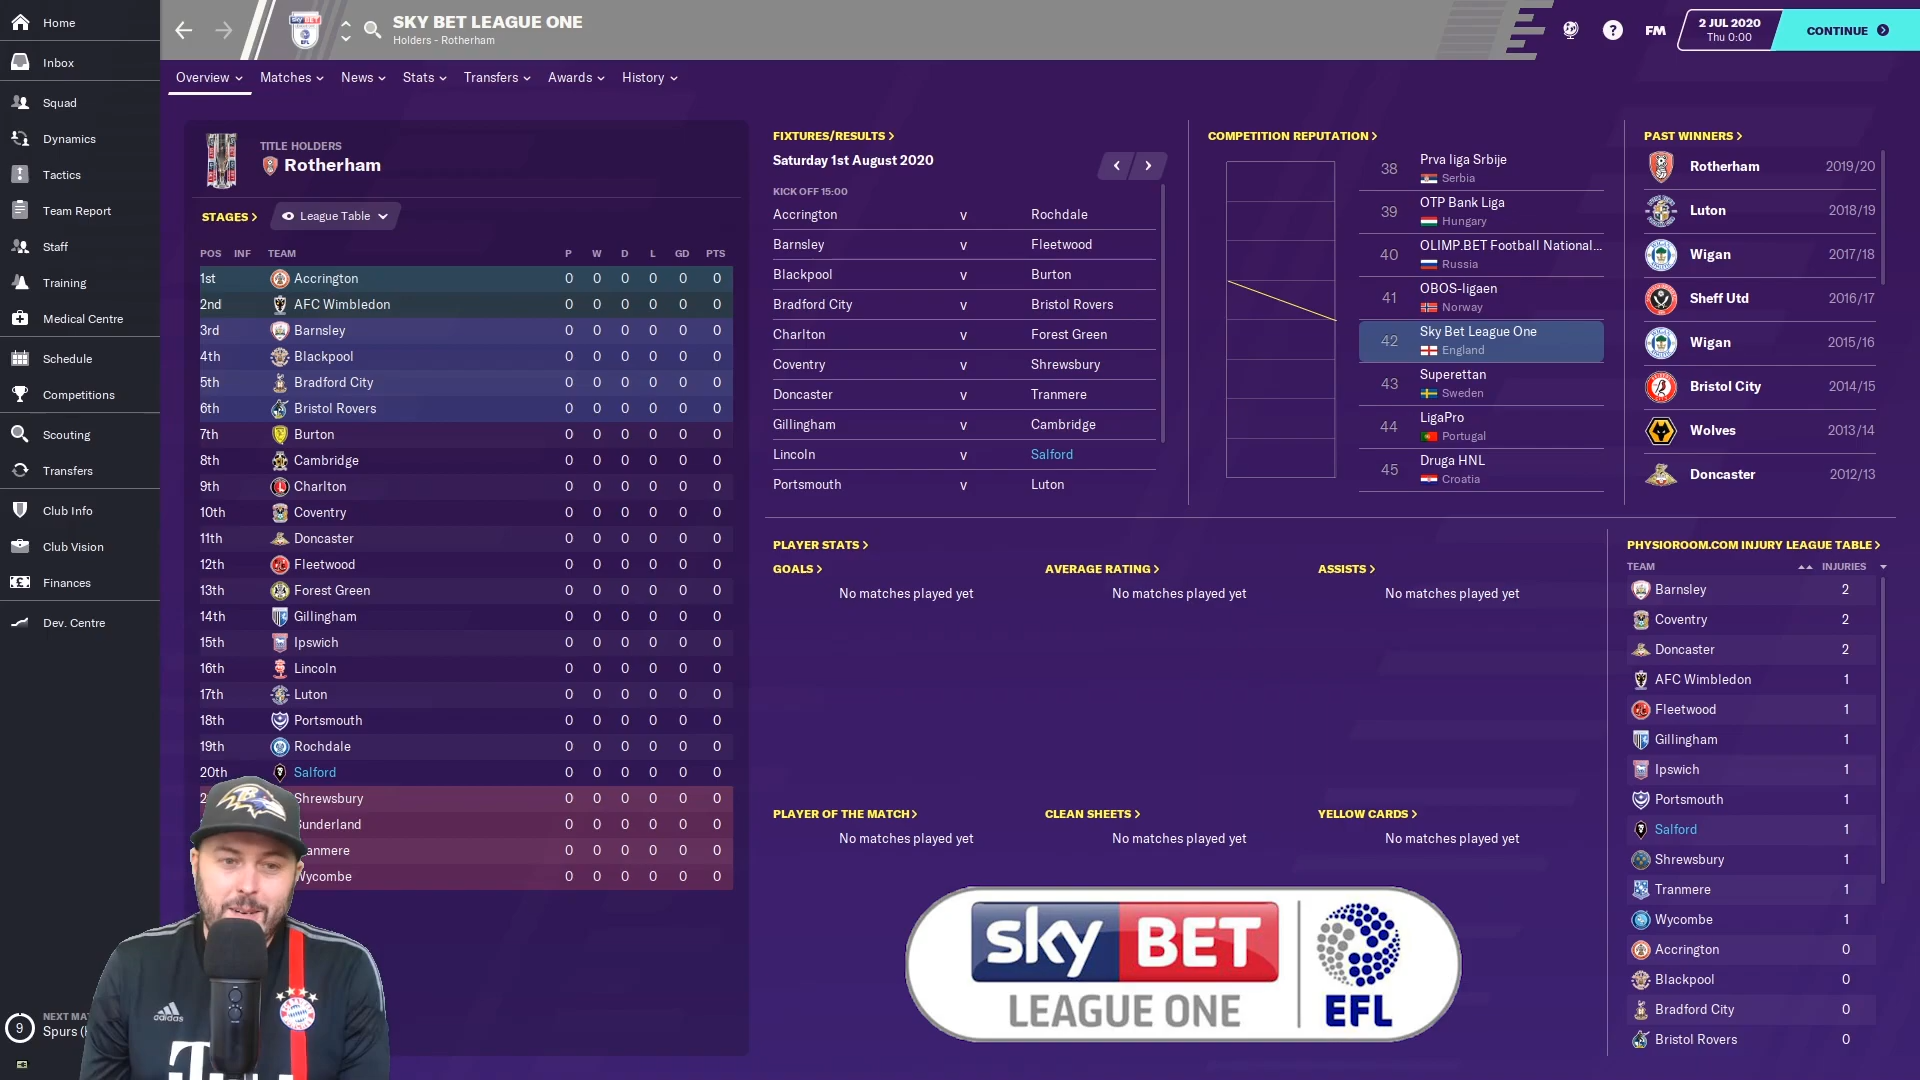 Home
Inbox
Squad
Dynamics
Tactics
Team Report
Staff
Training
Medical Centre
Schedule
Competitions
Scouting
Transfers
Club Info
Club Vision
Finances
Dev. Centre
9 NEXT MA
Spurs (
SKY BET LEAGUE ONE
Holders - Rotherham
FM
2 JUL 2020
Thu 0:00
CONTINUE
Overview Matches News Stats Transfers Awards History
TITLE HOLDERS
Rotherham
STAGES > League Table
POS INF TEAM P W D L GD PTS
1st Accrington 0 0 0 0 0 0
2nd AFC Wimbledon 0 0 0 0 0 0
3rd Barnsley 0 0 0 0 0 0
4th Blackpool 0 0 0 0 0 0
5th Bradford City 0 0 0 0 0 0
6th Bristol Rovers 0 0 0 0 0 0
7th Burton 0 0 0 0 0 0
8th Cambridge 0 0 0 0 0 0
9th Charlton 0 0 0 0 0 0
10th Coventry 0 0 0 0 0 0
11th Doncaster 0 0 0 0 0 0
12th Fleetwood 0 0 0 0 0 0
13th Forest Green 0 0 0 0 0 0
14th Gillingham 0 0 0 0 0 0
15th Ipswich 0 0 0 0 0 0
16th Lincoln 0 0 0 0 0 0
17th Luton 0 0 0 0 0 0
18th Portsmouth 0 0 0 0 0 0
19th Rochdale 0 0 0 0 0 0
20th Salford 0 0 0 0 0 0
2 Shrewsbury 0 0 0 0 0 0
Sunderland 0 0 0 0 0 0
anmere 0 0 0 0 0 0
Wycombe 0 0 0 0 0 0
FIXTURES/RESULTS >
Saturday 1st August 2020
KICK OFF 15:00
Accrington v Rochdale
Barnsley v Fleetwood
Blackpool v Burton
Bradford City v Bristol Rovers
Charlton v Forest Green
Coventry v Shrewsbury
Doncaster v Tranmere
Gillingham v Cambridge
Lincoln v Salford
Portsmouth v Luton
COMPETITION REPUTATION >
38 Prva liga Srbije
Serbia
39 OTP Bank Liga
Hungary
40 OLIMP.BET Football National...
Russia
41 OBOS-ligaen
Norway
42 Sky Bet League One
England
43 Superettan
Sweden
44 LigaPro
Portugal
45 Druga HNL
Croatia
PAST WINNERS >
Rotherham 2019/20
Luton 2018/19
Wigan 2017/18
Sheff Utd 2016/17
Wigan 2015/16
Bristol City 2014/15
Wolves 2013/14
Doncaster 2012/13
PLAYER STATS >
GOALS >
No matches played yet
AVERAGE RATING >
No matches played yet
ASSISTS >
No matches played yet
PLAYER OF THE MATCH >
No matches played yet
CLEAN SHEETS >
No matches played yet
YELLOW CARDS >
No matches played yet
sky BET
LEAGUE ONE
EFL
PHYSIOROOM.COM INJURY LEAGUE TABLE >
TEAM INJURIES
Barnsley 2
Coventry 2
Doncaster 2
AFC Wimbledon 1
Fleetwood 1
Gillingham 1
Ipswich 1
Portsmouth 1
Salford 1
Shrewsbury 1
Tranmere 1
Wycombe 1
Accrington 0
Blackpool 0
Bradford City 0
Bristol Rovers 0
adidas